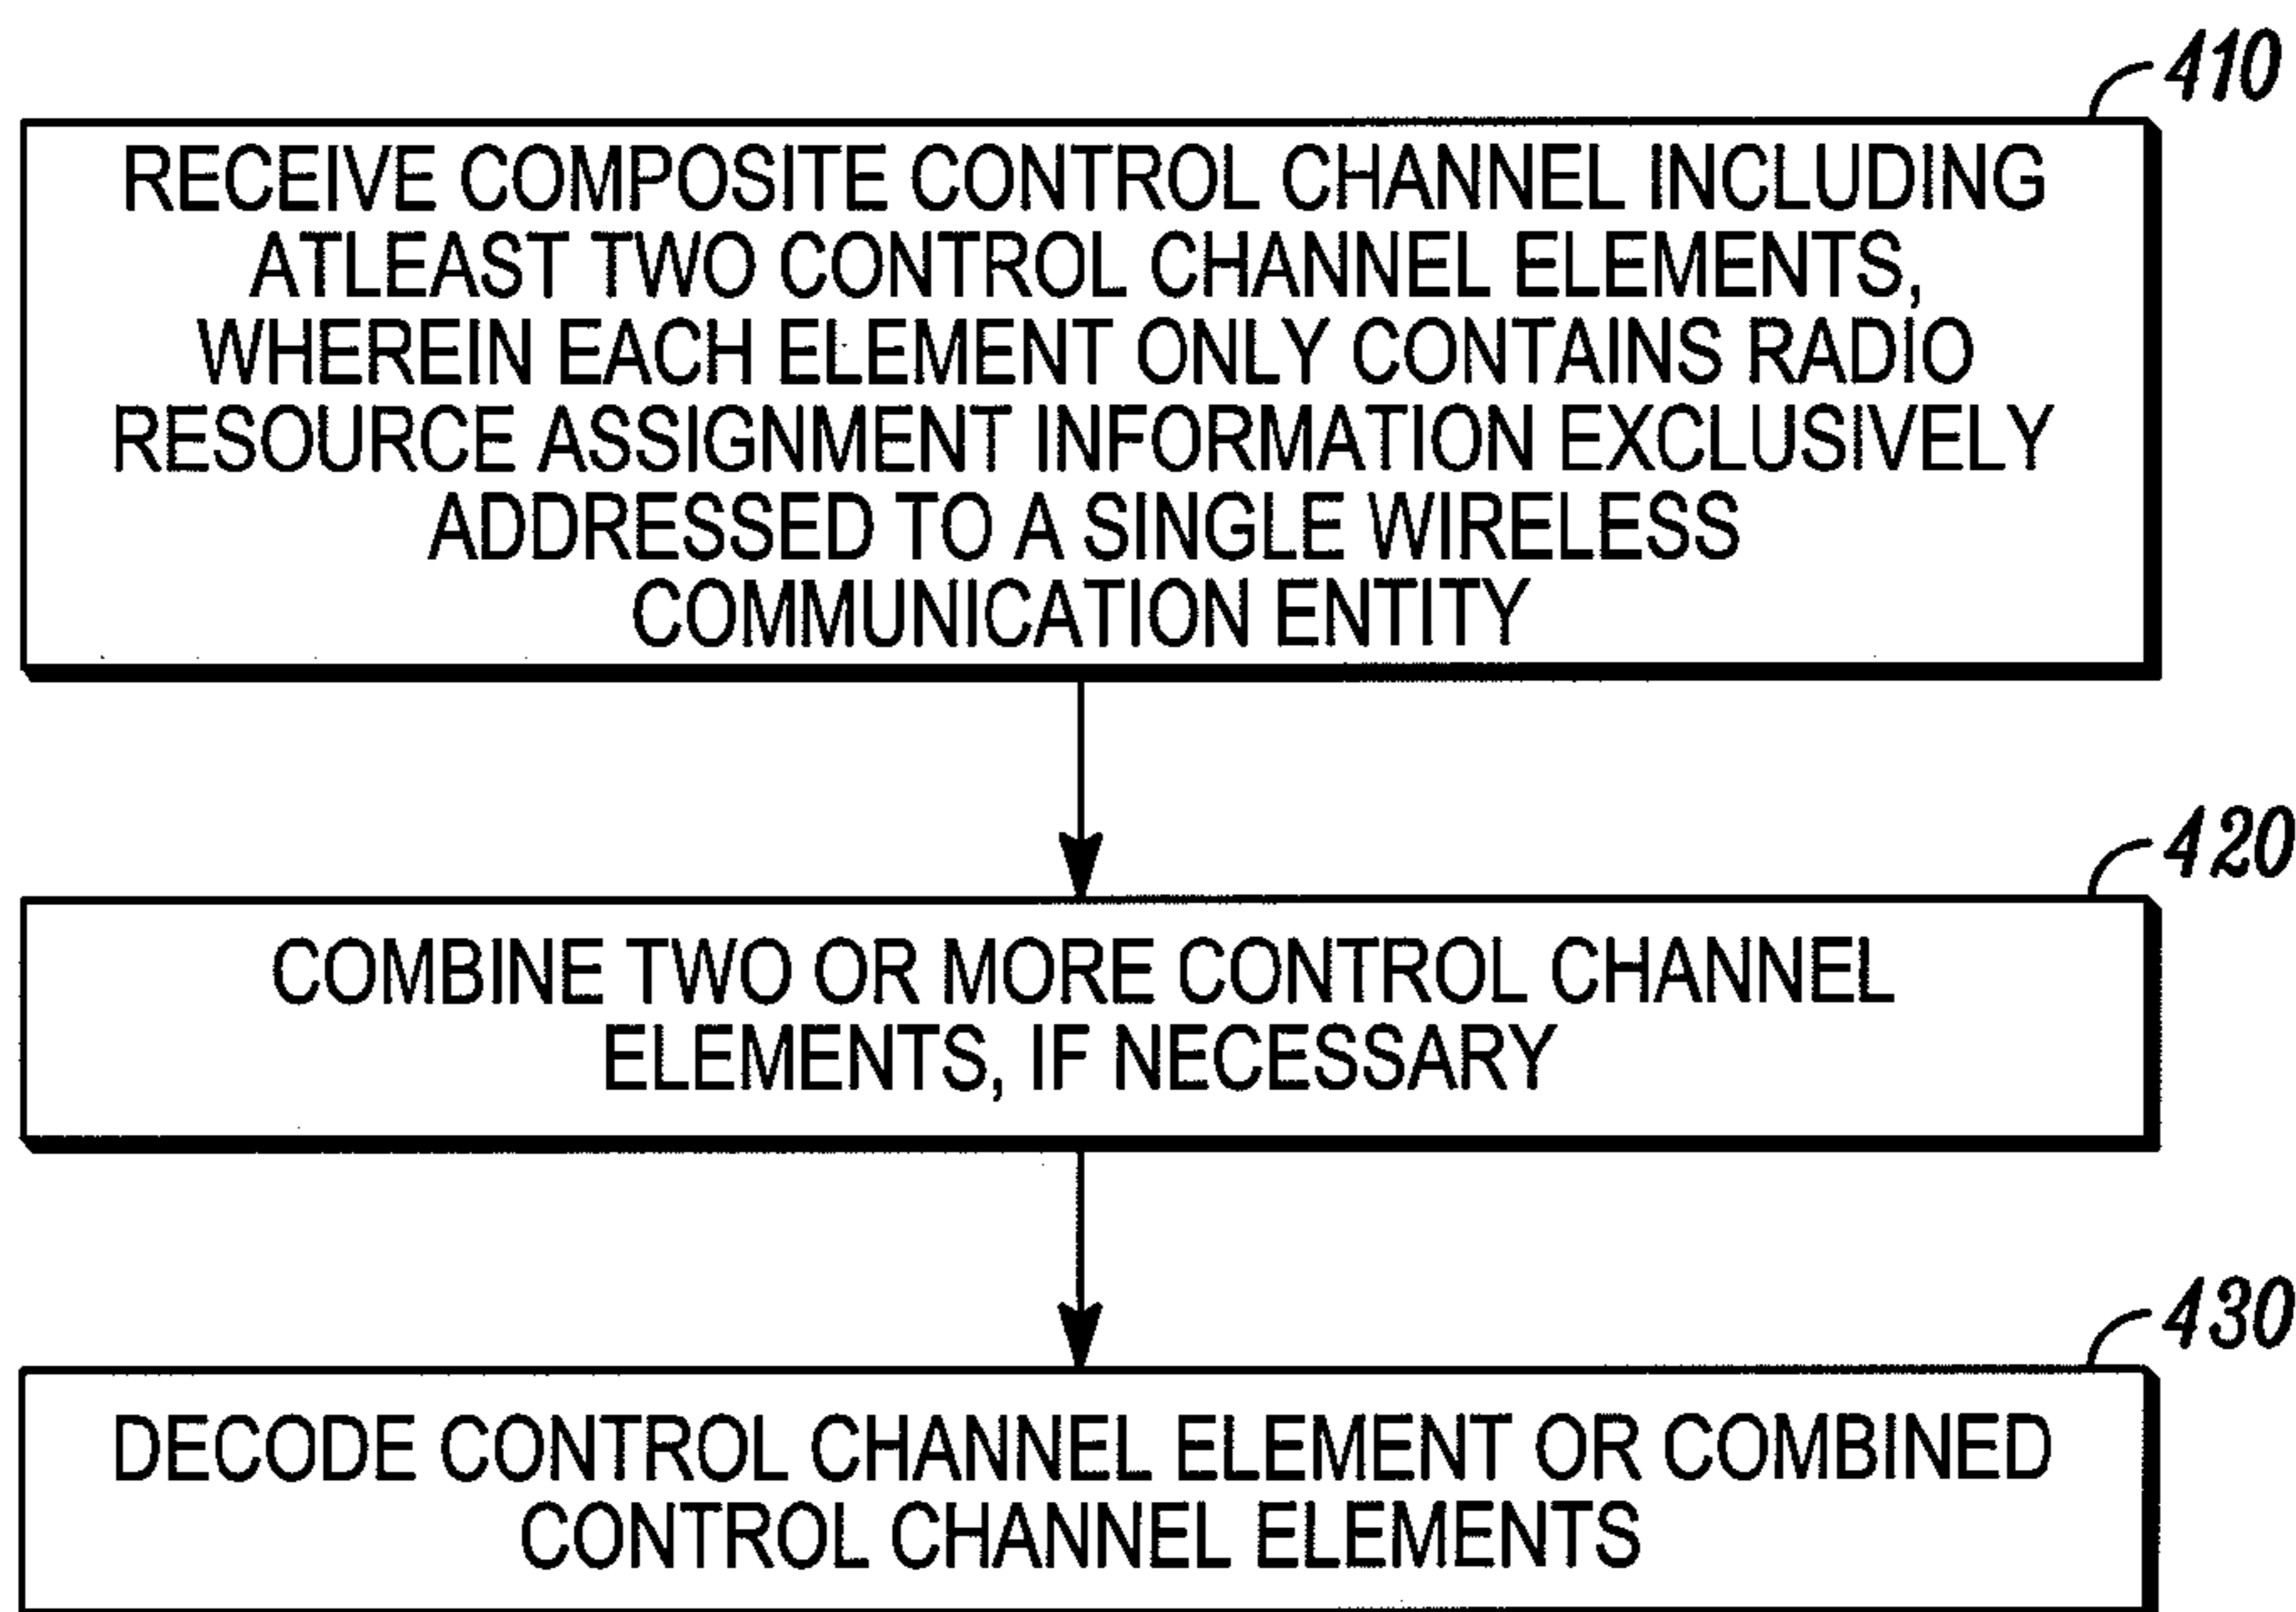 410
RECEIVE COMPOSITE CONTROL CHANNEL INCLUDING
ATLEAST TWO CONTROL CHANNEL ELEMENTS,
WHEREIN EACH ELEMENT ONLY CONTAINS RADIO
RESOURCE ASSIGNMENT INFORMATION EXCLUSIVELY
ADDRESSED TO A SINGLE WIRELESS
COMMUNICATION ENTITY
420
COMBINE TWO OR MORE CONTROL CHANNEL
ELEMENTS, IF NECESSARY
430
DECODE CONTROL CHANNEL ELEMENT OR COMBINED
CONTROL CHANNEL ELEMENTS